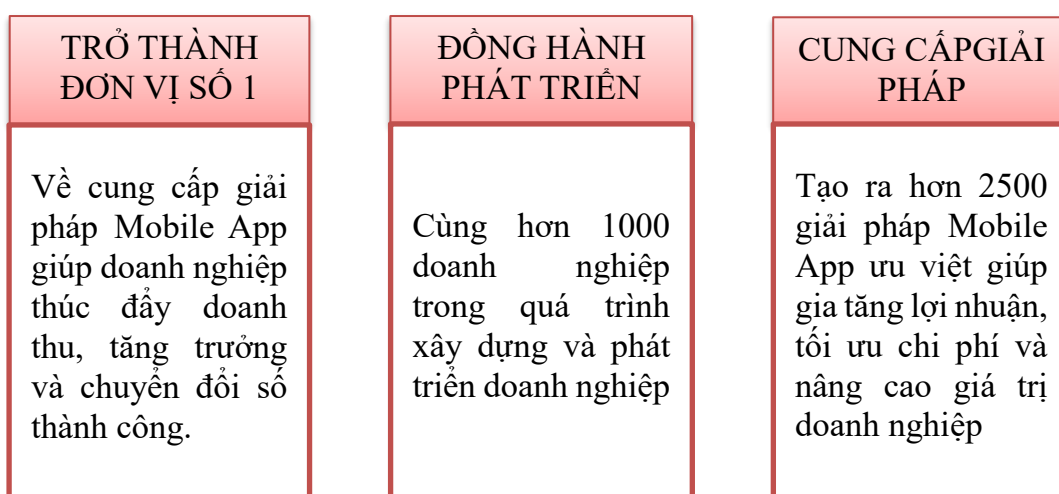 TRỞ THÀNH
ĐƠN VỊ SỐ 1
Về cung cấp giải
pháp Mobile App
giúp doanh nghiệp
thúc đẩy doanh
thu, tăng trưởng
và chuyển đổi số
thành công.
ĐỒNG HÀNH
PHÁT TRIỂN
Cùng hơn 1000
doanh nghiệp
trong quá trình
xây dựng và phát
triển doanh nghiệp
CUNG CẤPGIẢI
PHÁP
Tạo ra hơn 2500
giải pháp Mobile
App ưu việt giúp
gia tăng lợi nhuận,
tối ưu chi phí và
nâng cao giá trị
doanh nghiệp